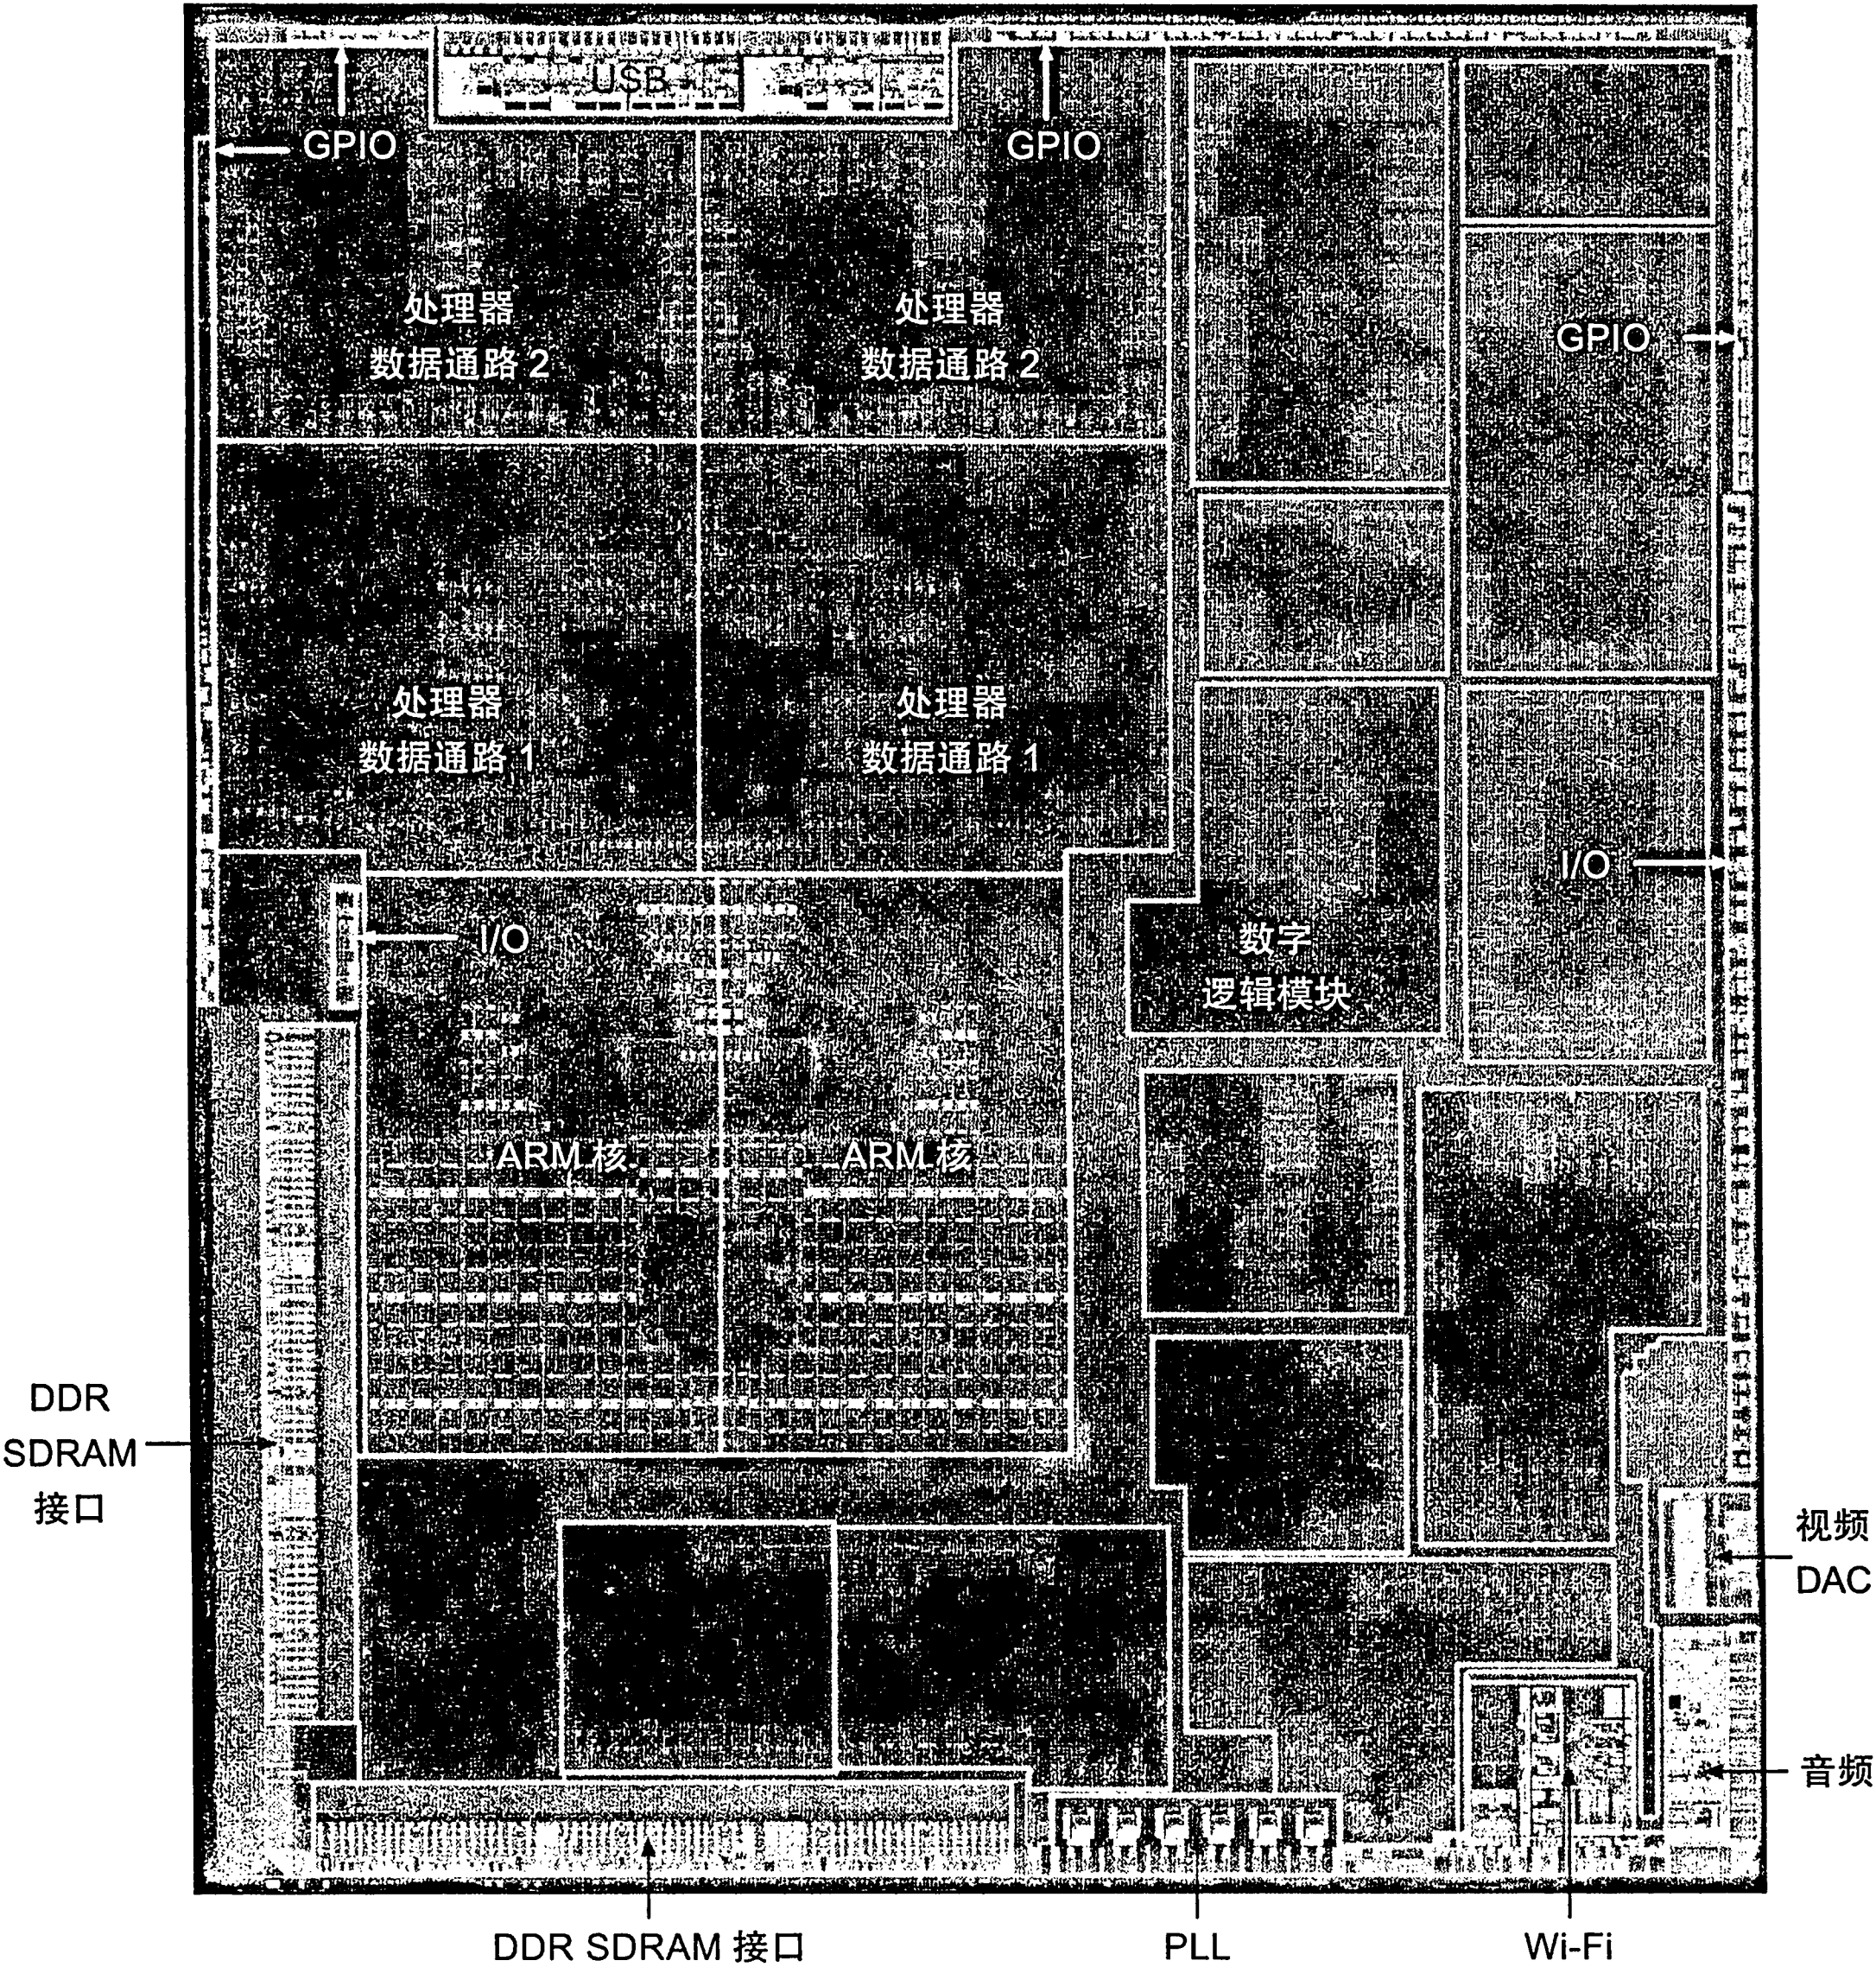 USB
GPIO
GPIO
处理器
数据通路 2
处理器
数据通路 2
GPIO
处理器
数据通路 1
处理器
数据通路 1
I/O
I/O
数字
逻辑模块
ARM 核
ARM 核
DDR
SDRAM
接口
视频
DAC
音频
DDR SDRAM 接口
PLL
Wi-Fi